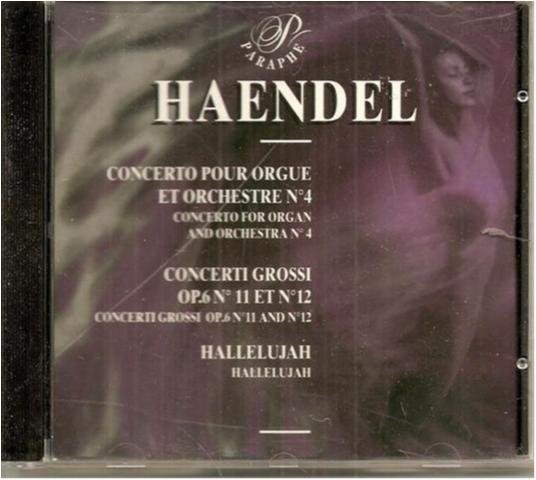 P
PARAPHE
HAENDEL
CONCERTO POUR ORGUE
ET ORCHESTRE N°4
CONCERTO FOR ORGAN
AND ORCHESTRA N° 4
CONCERTI GROSSI
OP.6 N° 11 ET N°12
CONCERTI GROSSI OP.6 N°11 AND N°12
HALLELUJAH
HALLELUJAH